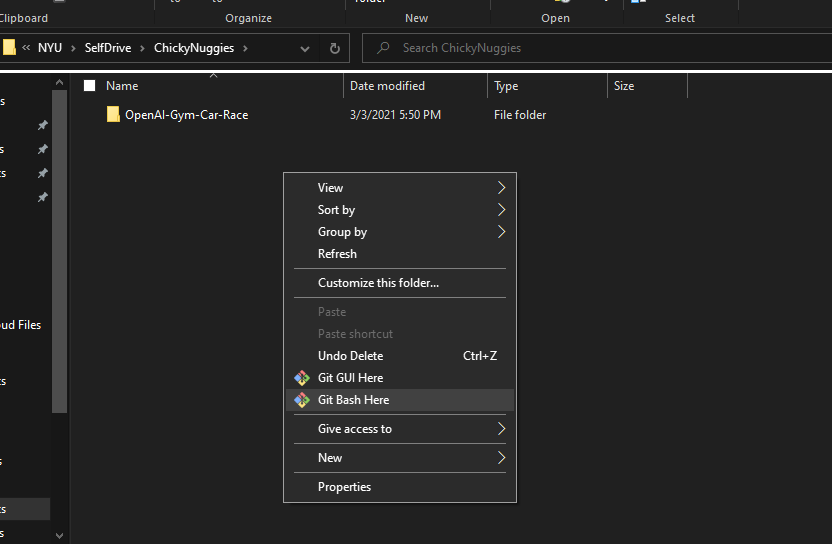 Clipboard
Organize
New
Open
Select
« NYU > SelfDrive > ChickyNuggies >
Search ChickyNuggies
Name Date modified Type Size
OpenAI-Gym-Car-Race 3/3/2021 5:50 PM File folder
View
Sort by
Group by
Refresh
Customize this folder...
Paste
Paste shortcut
Undo Delete Ctrl+Z
Git GUI Here
Git Bash Here
Give access to
New
Properties
Files